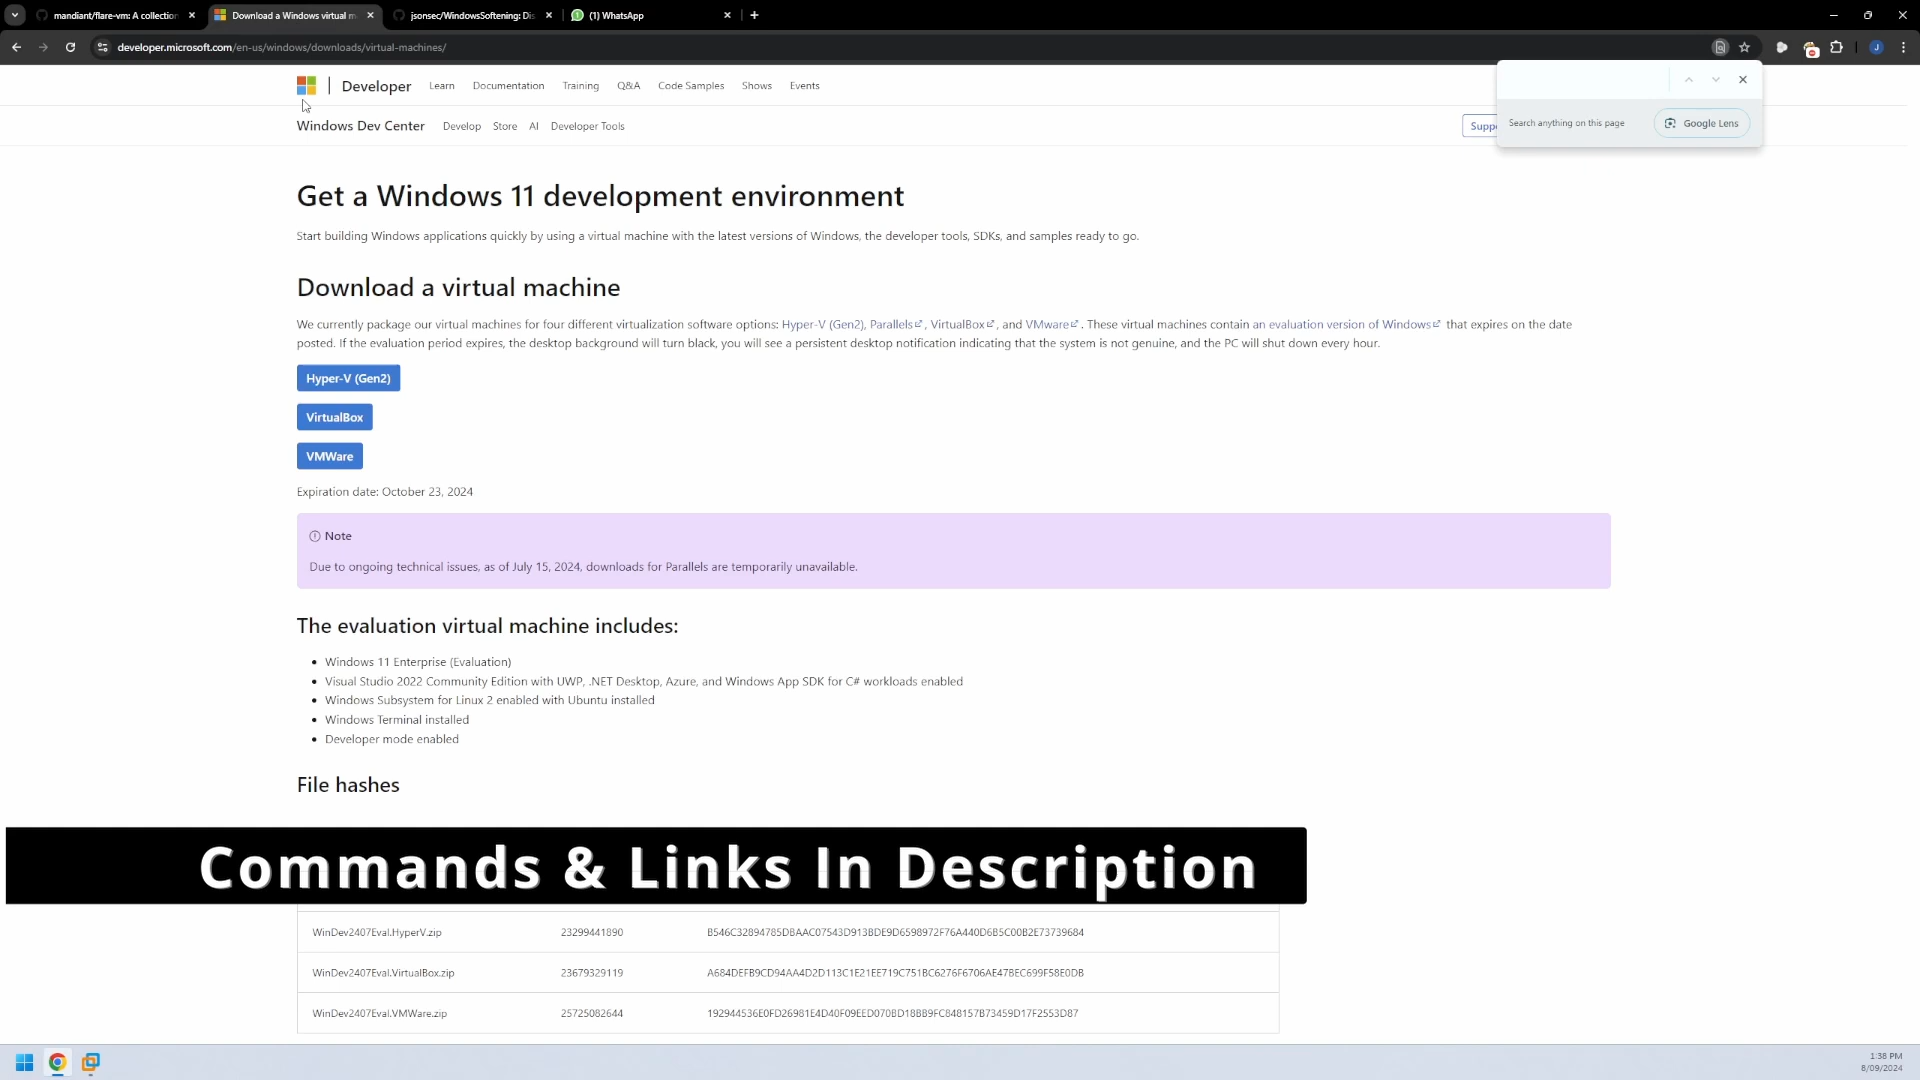 mandiant/flare-vm: A collection
Download a Windows virtual m
jsonsec/WindowsSoftening: Dis
(1) WhatsApp
developer.microsoft.com/en-us/windows/downloads/virtual-machines/
J
Developer
Learn
Documentation
Training
Q&A
Code Samples
Shows
Events
Windows Dev Center
Develop
Store
AI
Developer Tools
Suppo
Search anything on this page
Google Lens
Get a Windows 11 development environment
Start building Windows applications quickly by using a virtual machine with the latest versions of Windows, the developer tools, SDKs, and samples ready to go.
Download a virtual machine
We currently package our virtual machines for four different virtualization software options: Hyper-V (Gen2), Parallels, VirtualBox, and VMware. These virtual machines contain an evaluation version of Windows that expires on the date
posted. If the evaluation period expires, the desktop background will turn black, you will see a persistent desktop notification indicating that the system is not genuine, and the PC will shut down every hour.
Hyper-V (Gen2)
VirtualBox
VMWare
Expiration date: October 23, 2024
Note
Due to ongoing technical issues, as of July 15, 2024, downloads for Parallels are temporarily unavailable.
The evaluation virtual machine includes:
Windows 11 Enterprise (Evaluation)
Visual Studio 2022 Community Edition with UWP, .NET Desktop, Azure, and Windows App SDK for C# workloads enabled
Windows Subsystem for Linux 2 enabled with Ubuntu installed
Windows Terminal installed
Developer mode enabled
File hashes
Commands & Links In Description
WinDev2407Eval.HyperV.zip 23299441890 B546C32894785DBAAC07543D913BDE9D6598972F76A440D6B5C00B2E73739684
WinDev2407Eval.VirtualBox.zip 23679329119 A684DEFB9CD94AA4D2D113C1E21EE719C751BC6276F6706AE47BEC699F58E0DB
WinDev2407Eval.VMWare.zip 25725082644 192944536E0FD26981E4D40F09EED070BD18BB9FC848157B73459D17F2553D87
1:38 PM
8/09/2024